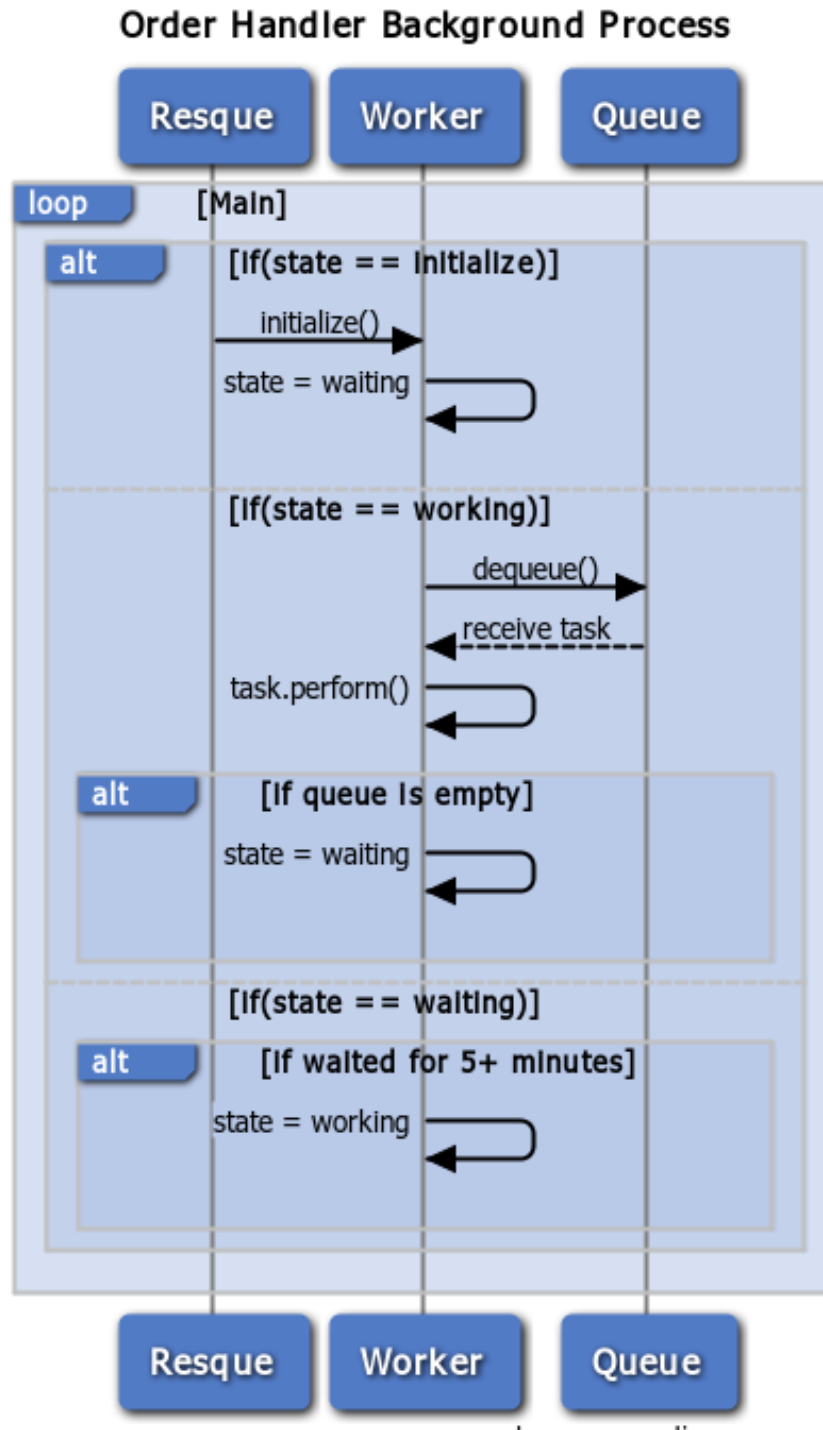 Order Handler Background Process
Resque Worker Queue
loop [Main]
alt [if(state == initialize)]
initialize()
state = waiting
[if(state == working)]
dequeue()
receive task
task.perform()
alt [if queue is empty]
state = waiting
[if(state == waiting)]
alt [if waited for 5+ minutes]
state = working
Resque Worker Queue